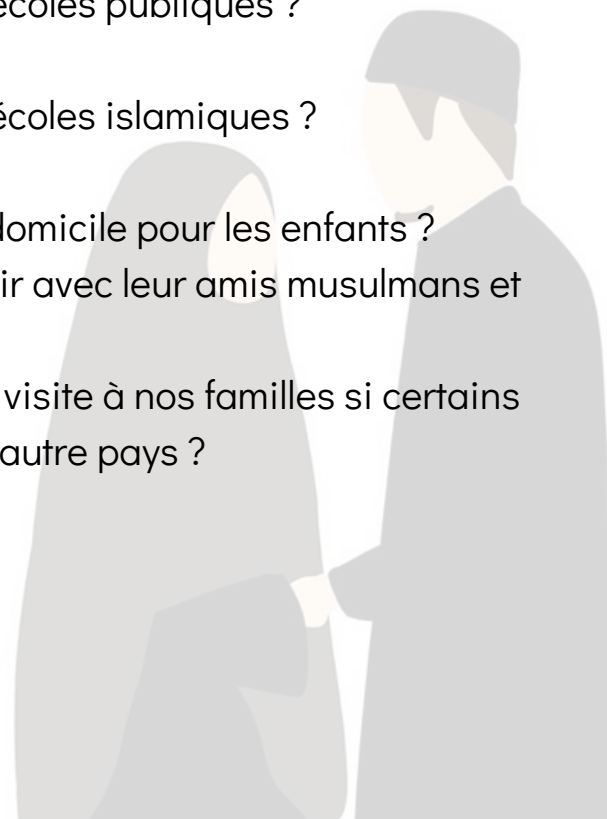 écoles publiques ?
écoles islamiques ?
domicile pour les enfants ?
ir avec leur amis musulmans et
visite à nos familles si certains
autre pays ?